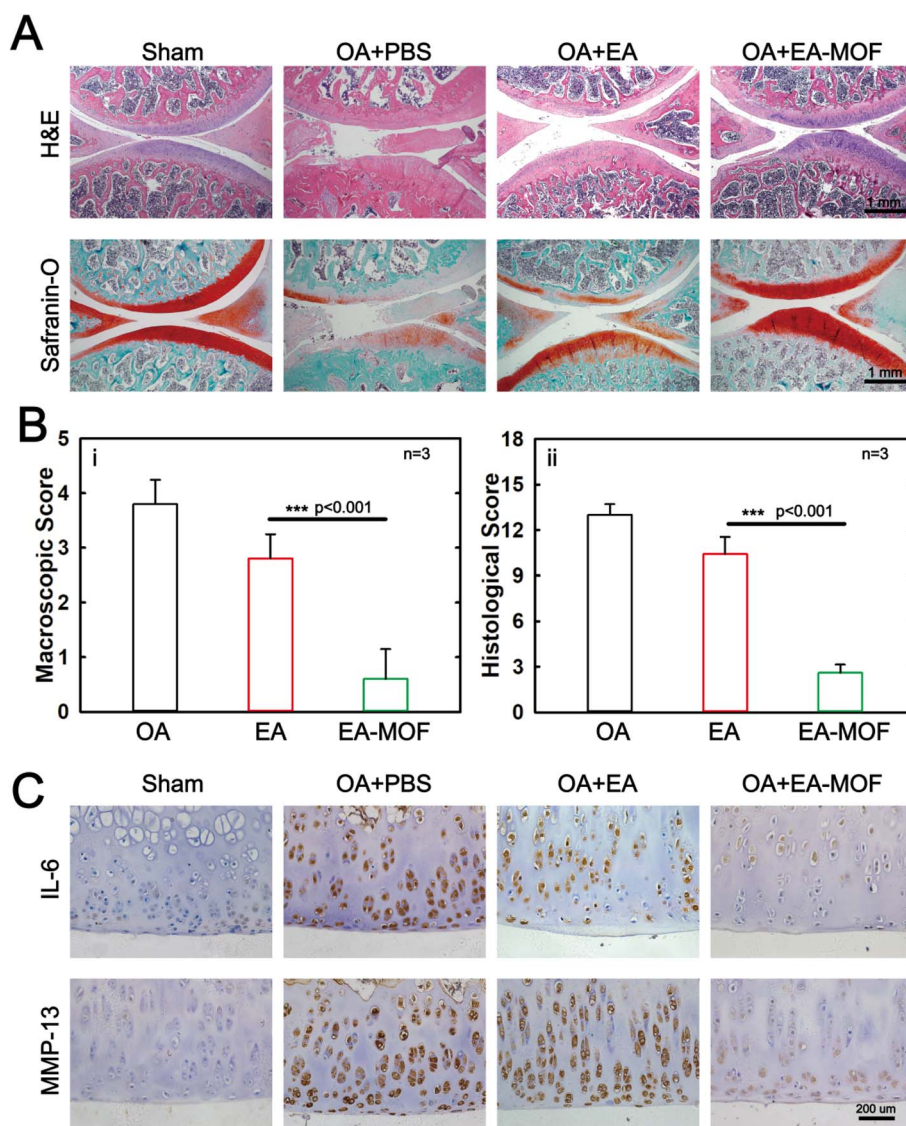 A
Sham OA+PBS OA+EA OA+EA-MOF
H&E
1 mm
Safranin-O
1 mm
B
i n=3
Macroscopic Score
5
4
3
2
1
0
*** p<0.001
OA EA EA-MOF
ii n=3
Histological Score
18
15
12
9
6
3
0
*** p<0.001
OA EA EA-MOF
C
Sham OA+PBS OA+EA OA+EA-MOF
IL-6
MMP-13
200 um